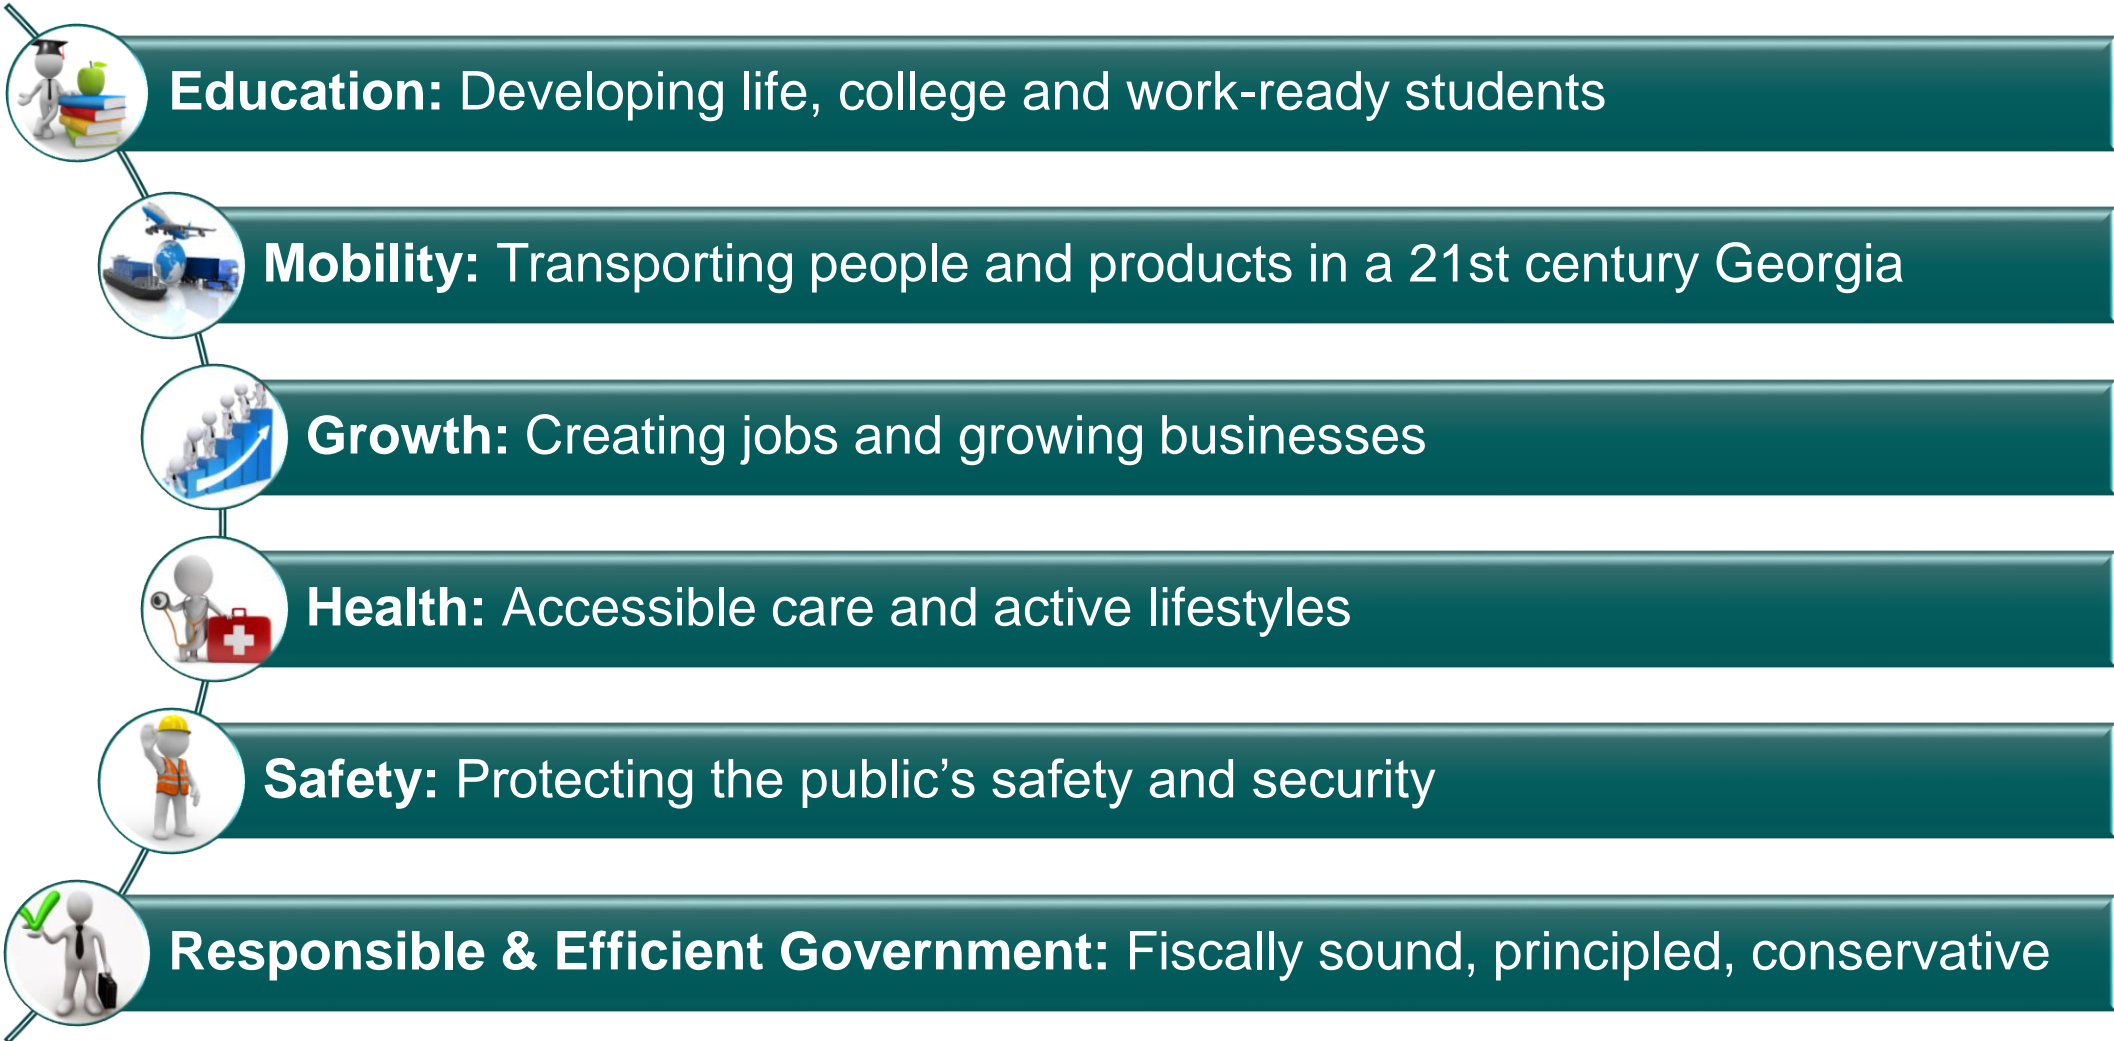 Education: Developing life, college and work-ready students
Mobility: Transporting people and products in a 21st century Georgia
Growth: Creating jobs and growing businesses
Health: Accessible care and active lifestyles
Safety: Protecting the public’s safety and security
Responsible & Efficient Government: Fiscally sound, principled, conservative